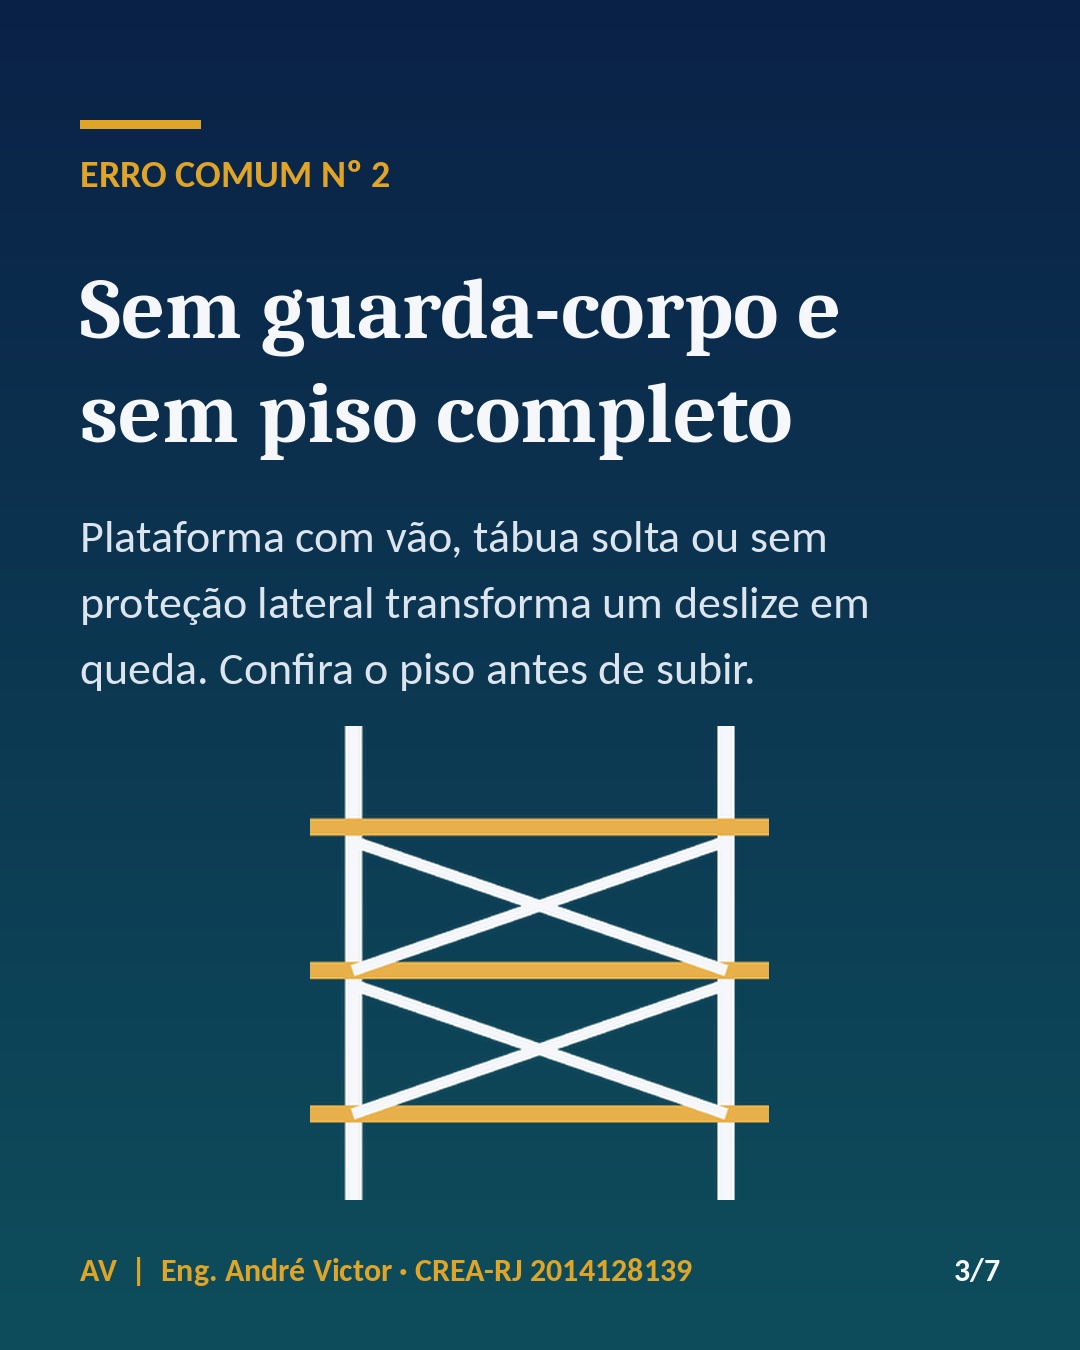 ERRO COMUM Nº 2
Sem guarda-corpo e
sem piso completo
Plataforma com vão, tábua solta ou sem
proteção lateral transforma um deslize em
queda. Confira o piso antes de subir.
AV | Eng. André Victor · CREA-RJ 2014128139
3/7